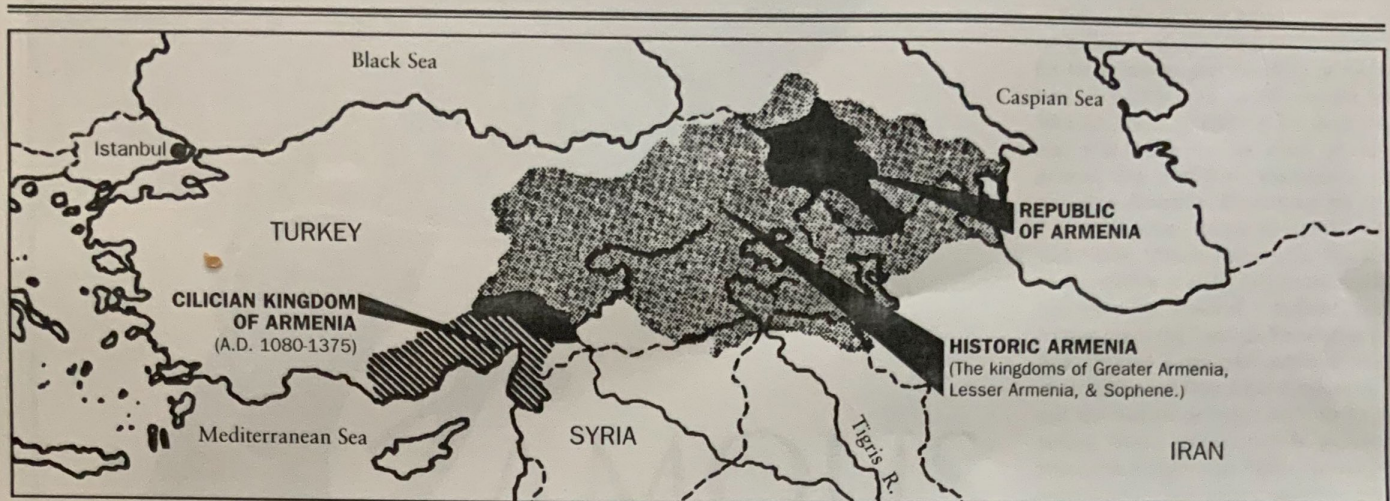 Black Sea
Caspian Sea
Istanbul
TURKEY
REPUBLIC
OF ARMENIA
CILICIAN KINGDOM
OF ARMENIA
(A.D. 1080-1375)
HISTORIC ARMENIA
(The kingdoms of Greater Armenia,
Lesser Armenia, & Sophene.)
Mediterranean Sea
SYRIA
Tigris R.
IRAN